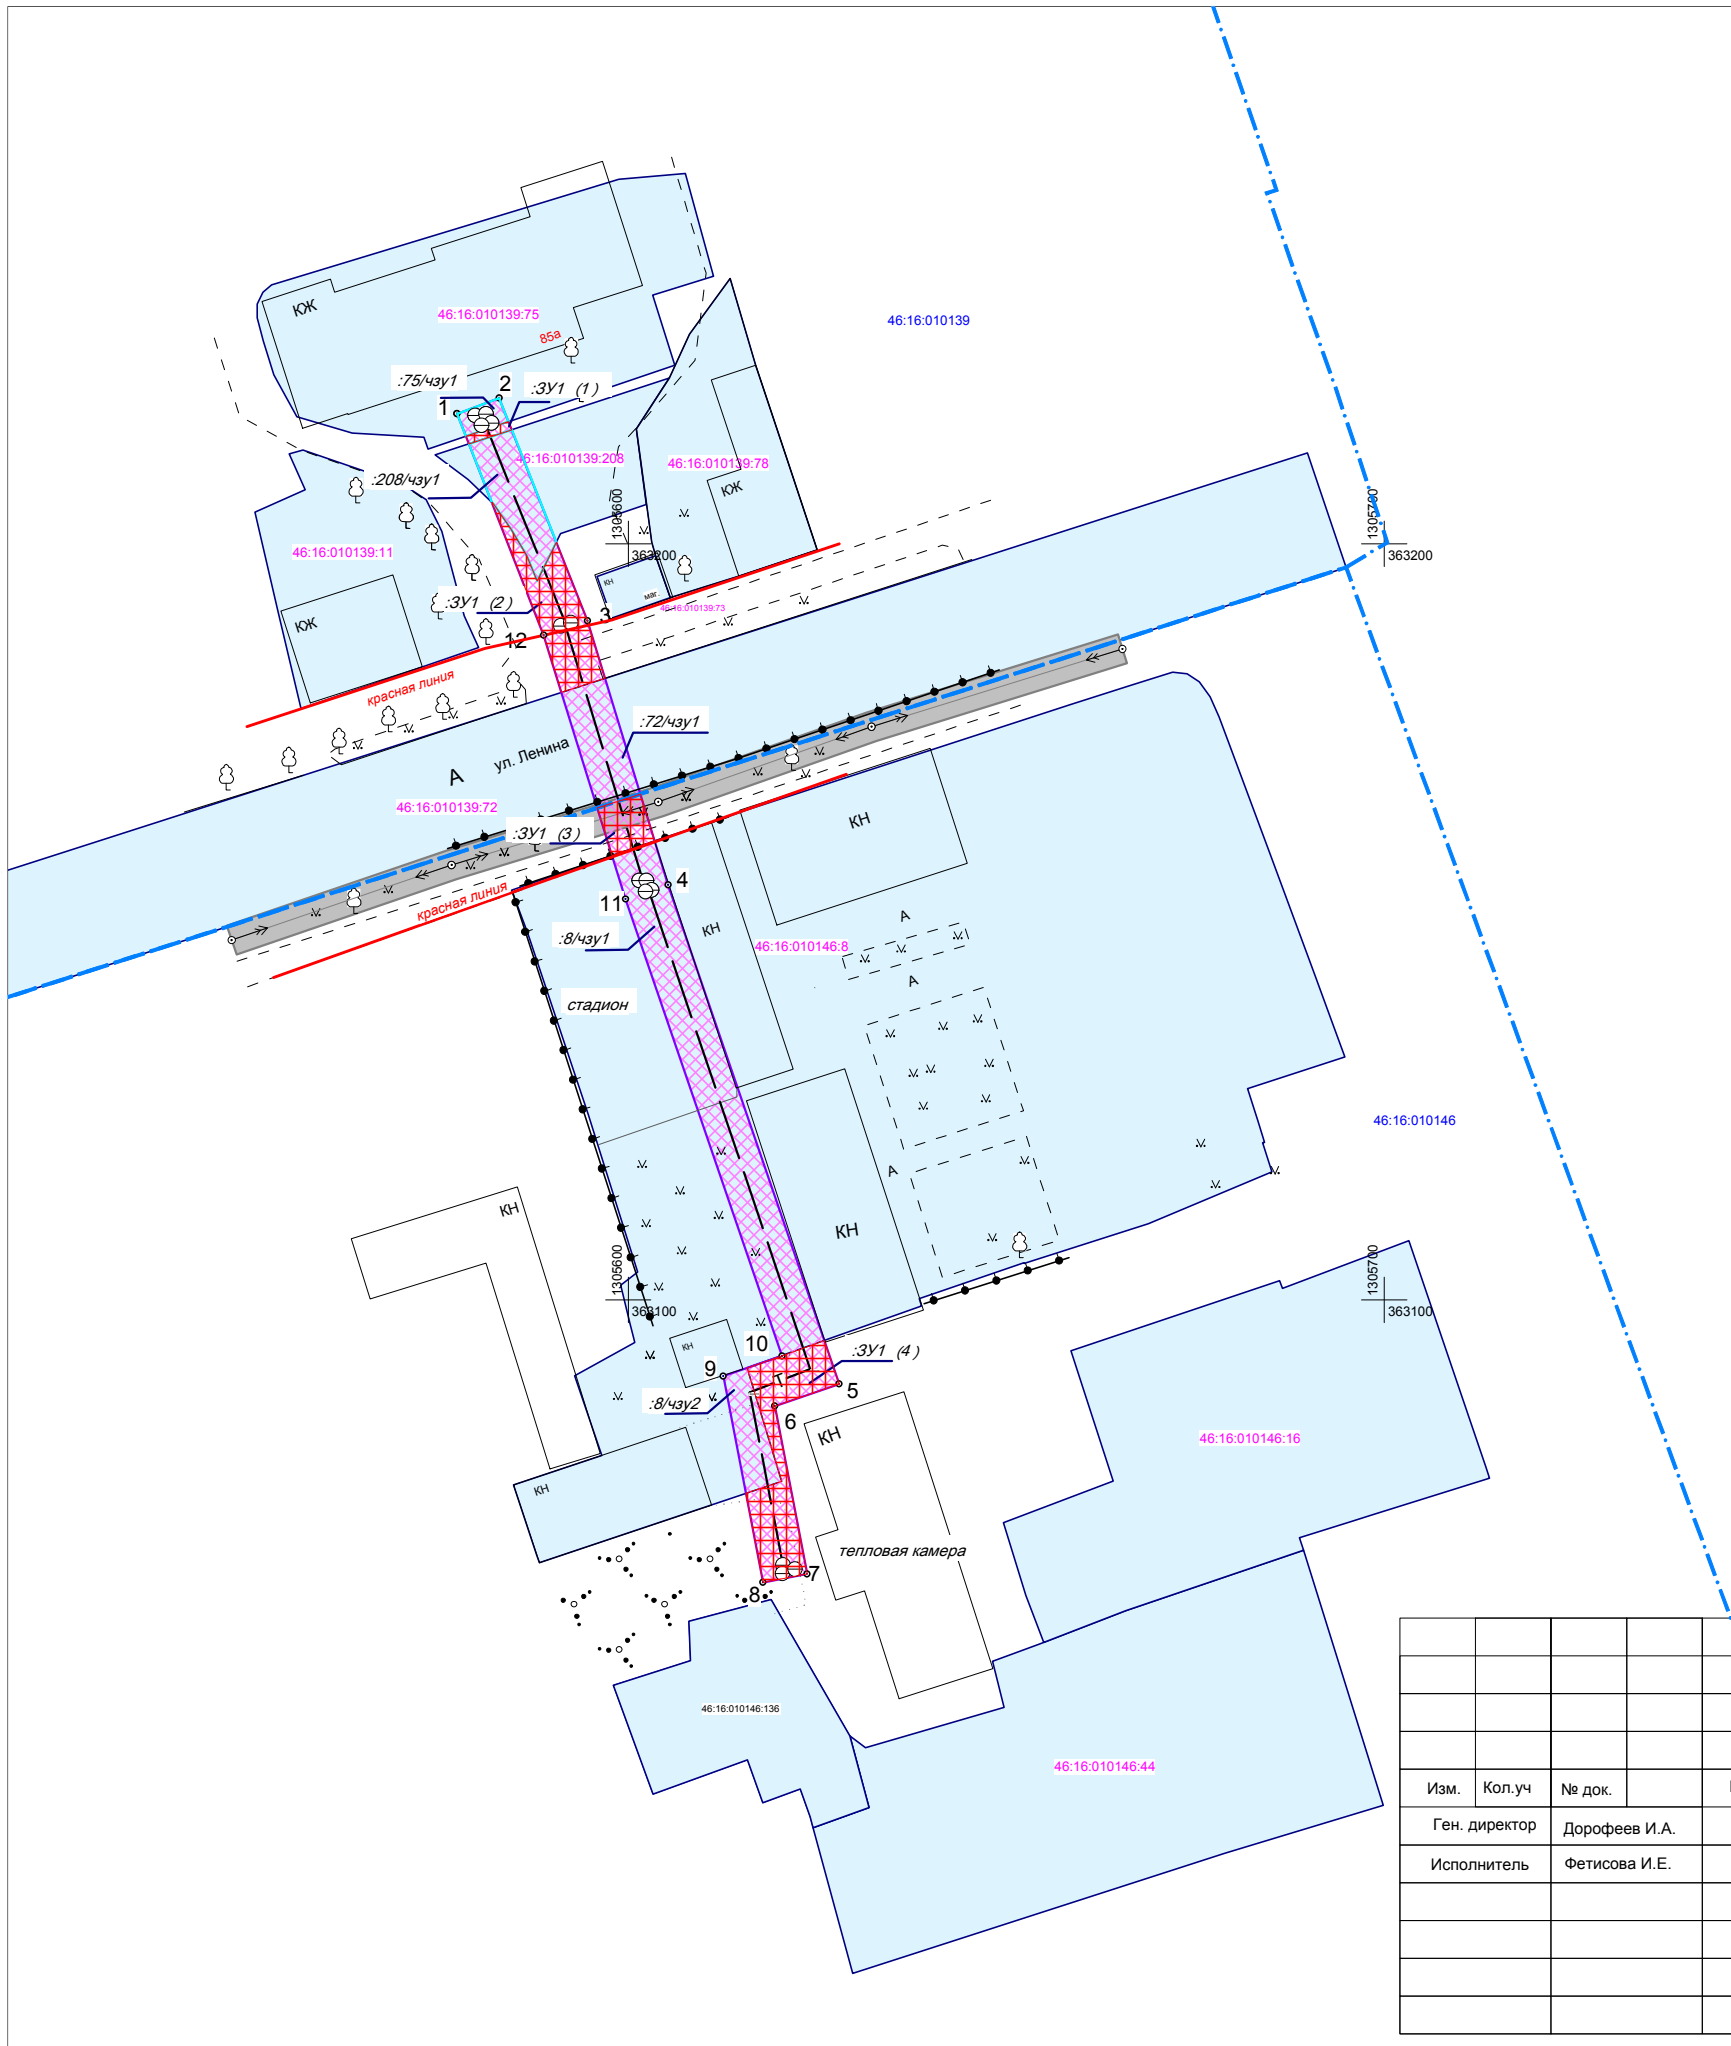 КЖ
46:16:010139:75
85а
46:16:010139
:75/чзу1
2
:ЗУ1 (1)
1
46:16:010139:208
46:16:010139:78
:208/чзу1
КЖ
1305600
1305700
46:16:010139:11
363200
363200
кн
маг.
:ЗУ1 (2)
46:16:010139:73
3
КЖ
12
красная линия
:72/чзу1
ул. Ленина
А
46:16:010139:72
:ЗУ1 (3)
КН
4
красная линия
11
КН
А
:8/чзу1
46:16:010146:8
А
стадион
46:16:010146
А
КН
КН
1305600
1305700
363100
363100
10
кн
:ЗУ1 (4)
9
Т
5
:8/чзу2
6
КН
46:16:010146:16
КН
тепловая камера
7
8
46:16:010146:136
46:16:010146:44
Изм. Кол.уч № док.
Ген. директор Дорофеев И.А.
Исполнитель Фетисова И.Е.